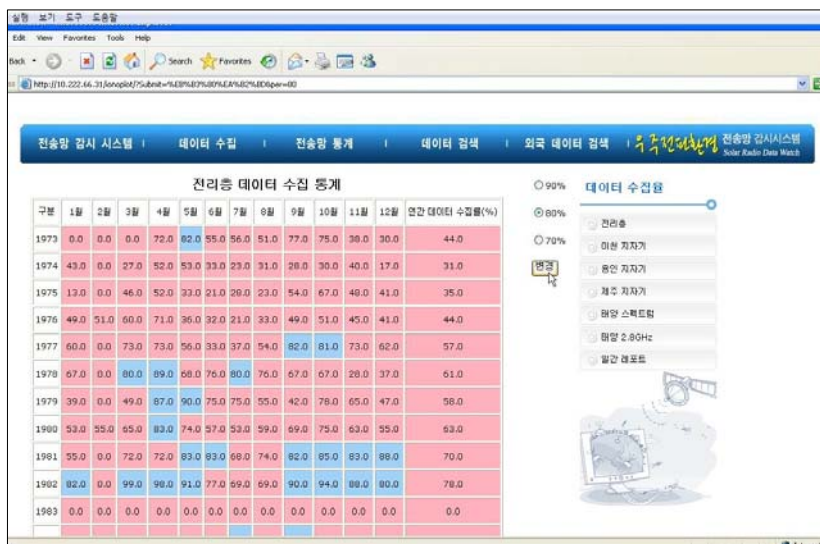 실행 보기 도구 도움말
Edit View Favorites Tools Help
Back Search Favorites
http://10.222.66.31/ionoplot/?Submit=%EB%B3%80%EA%B2%BD&per=80
전송망 감시 시스템 | 데이터 수집 | 전송망 통계 | 데이터 검색 | 외국 데이터 검색 | 우주전파환경 전송망 감시시스템
Solar Radio Data Watch
전리층 데이터 수집 통계
구분 1월 2월 3월 4월 5월 6월 7월 8월 9월 10월 11월 12월 연간 데이터 수집률(%)
1973 0.0 0.0 0.0 72.0 82.0 55.0 56.0 51.0 77.0 75.0 38.0 30.0 44.0
1974 43.0 0.0 27.0 52.0 53.0 33.0 23.0 31.0 28.0 30.0 40.0 17.0 31.0
1975 13.0 0.0 46.0 52.0 33.0 21.0 28.0 23.0 54.0 67.0 48.0 41.0 35.0
1976 49.0 51.0 60.0 71.0 36.0 32.0 21.0 33.0 49.0 51.0 45.0 41.0 44.0
1977 60.0 0.0 73.0 73.0 56.0 33.0 37.0 54.0 82.0 81.0 73.0 62.0 57.0
1978 67.0 0.0 80.0 89.0 68.0 76.0 80.0 76.0 67.0 67.0 28.0 37.0 61.0
1979 39.0 0.0 49.0 87.0 90.0 75.0 75.0 55.0 42.0 78.0 65.0 47.0 58.0
1980 53.0 55.0 65.0 83.0 74.0 57.0 53.0 59.0 69.0 75.0 63.0 55.0 63.0
1981 55.0 0.0 72.0 72.0 83.0 83.0 68.0 74.0 82.0 85.0 83.0 88.0 70.0
1982 82.0 0.0 99.0 98.0 91.0 77.0 69.0 69.0 90.0 94.0 88.0 80.0 78.0
1983 0.0 0.0 0.0 0.0 0.0 0.0 0.0 0.0 0.0 0.0 0.0 0.0 0.0
90%
80%
70%
변경
데이터 수집율
전리층
이천 지자기
용인 지자기
제주 지자기
태양 스펙트럼
태양 2.8GHz
월간 레포트